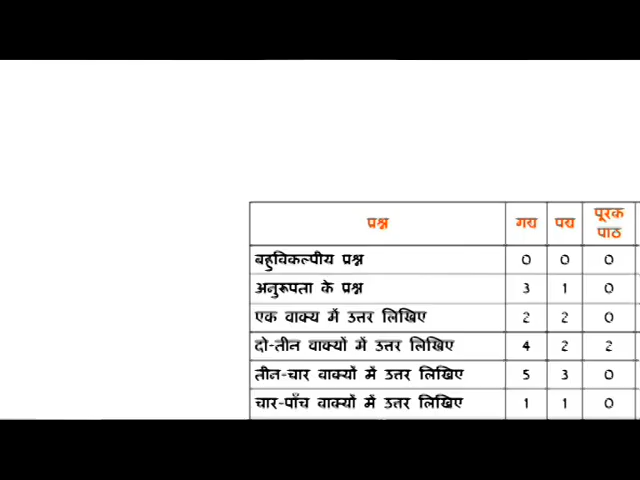 प्रश्न गद्य पद्य पूरक पाठ
बहुविकल्पीय प्रश्न 0 0 0
अनुरूपता के प्रश्न 3 1 0
एक वाक्य में उत्तर लिखिए 2 2 0
दो-तीन वाक्यों में उत्तर लिखिए 4 2 2
तीन-चार वाक्यों में उत्तर लिखिए 5 3 0
चार-पाँच वाक्यों में उत्तर लिखिए 1 1 0